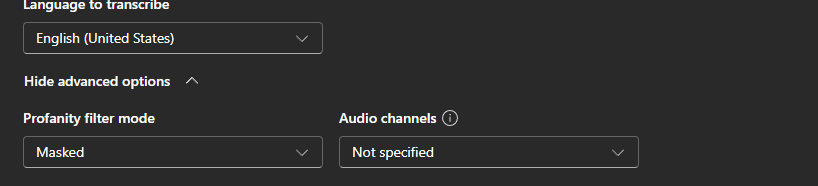 Language to transcribe
English (United States)
Hide advanced options
Profanity filter mode
Audio channels
Masked
Not specified